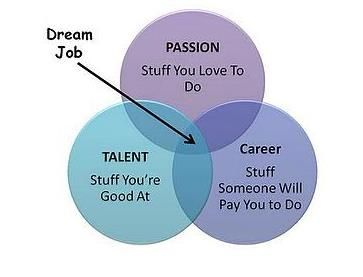 Dream
Job
PASSION
Stuff You Love To
Do
TALENT
Stuff You're
Good At
Career
Stuff
Someone Will
Pay You to Do